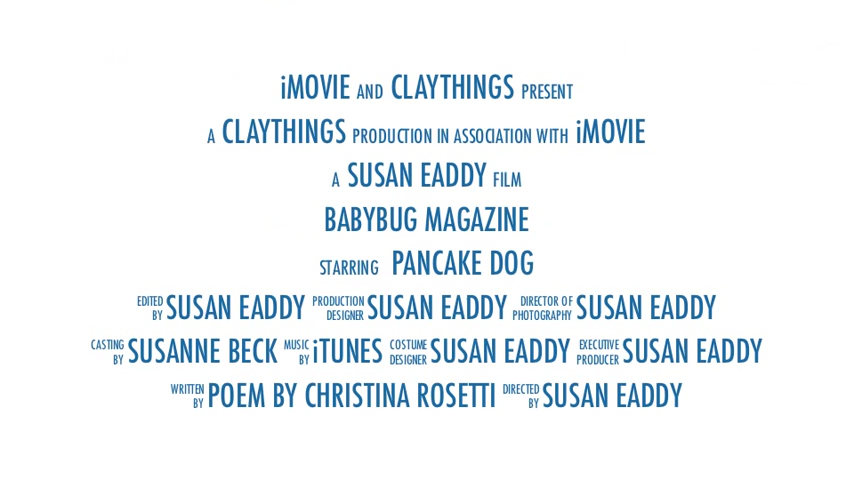 iMOVIE AND CLAYTHINGS PRESENT
A CLAYTHINGS PRODUCTION IN ASSOCIATION WITH iMOVIE
A SUSAN EADDY FILM
BABYBUG MAGAZINE
STARRING PANCAKE DOG
EDITED BY SUSAN EADDY PRODUCTION DESIGNER SUSAN EADDY DIRECTOR OF PHOTOGRAPHY SUSAN EADDY
CASTING BY SUSANNE BECK MUSIC BY iTUNES COSTUME DESIGNER SUSAN EADDY EXECUTIVE PRODUCER SUSAN EADDY
WRITTEN BY POEM BY CHRISTINA ROSETTI DIRECTED BY SUSAN EADDY